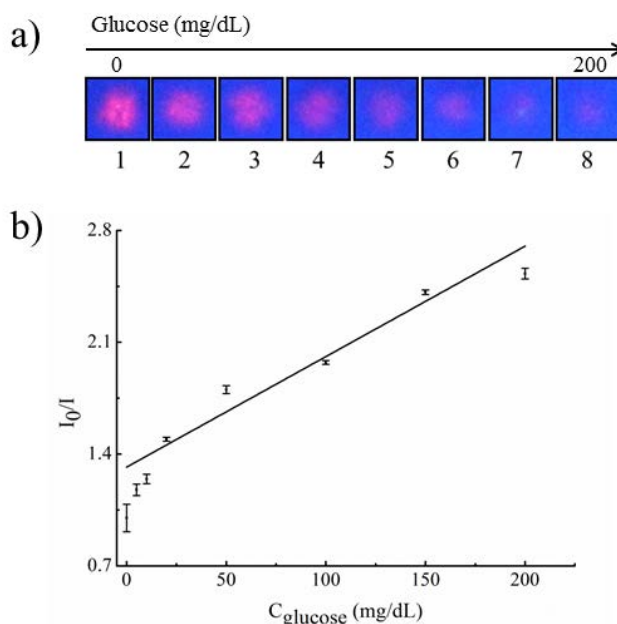 a)
Glucose (mg/dL)
0 200
1 2 3 4 5 6 7 8
b)
2.8
2.1
1.4
0.7
I0/I
0 50 100 150 200
Cglucose (mg/dL)